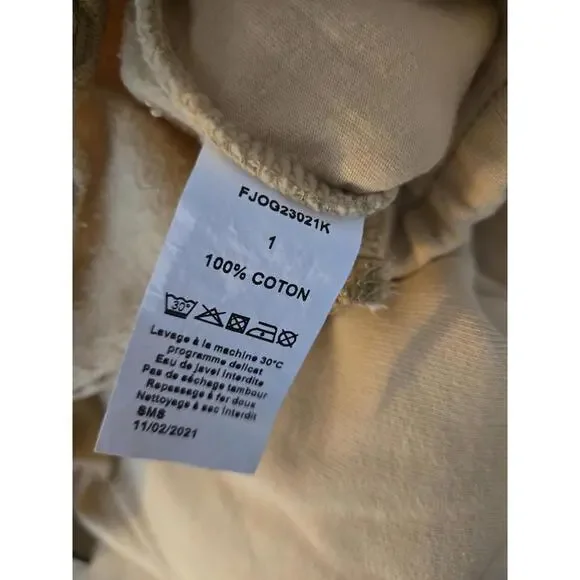 FJOG23021K
1
100% COTON
30°
Lavage à la machine 30°C
programme délicat
Eau de javel interdite
Pas de séchage tambour
Repassage à fer doux
Nettoyage à sec interdit
SMS
11/02/2021